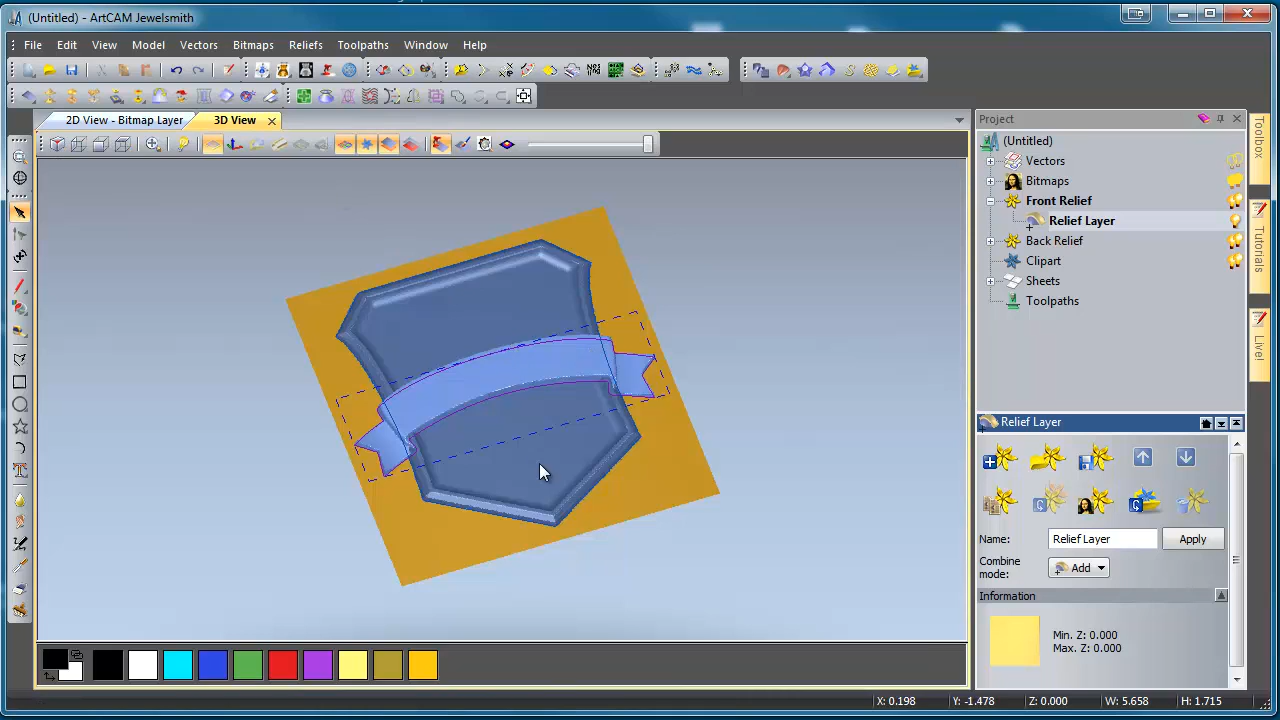 (Untitled) - ArtCAM Jewelsmith
File Edit View Model Vectors Bitmaps Reliefs Toolpaths Window Help
2D View - Bitmap Layer 3D View
Project
(Untitled)
Vectors
Bitmaps
Front Relief
Relief Layer
Back Relief
Clipart
Sheets
Toolpaths
Toolbox
Tutorials
Live!
Relief Layer
Name: Relief Layer Apply
Combine
mode: Add
Information
Min. Z: 0.000
Max. Z: 0.000
X: 0.198 Y: -1.478 Z: 0.000 W: 5.658 H: 1.715